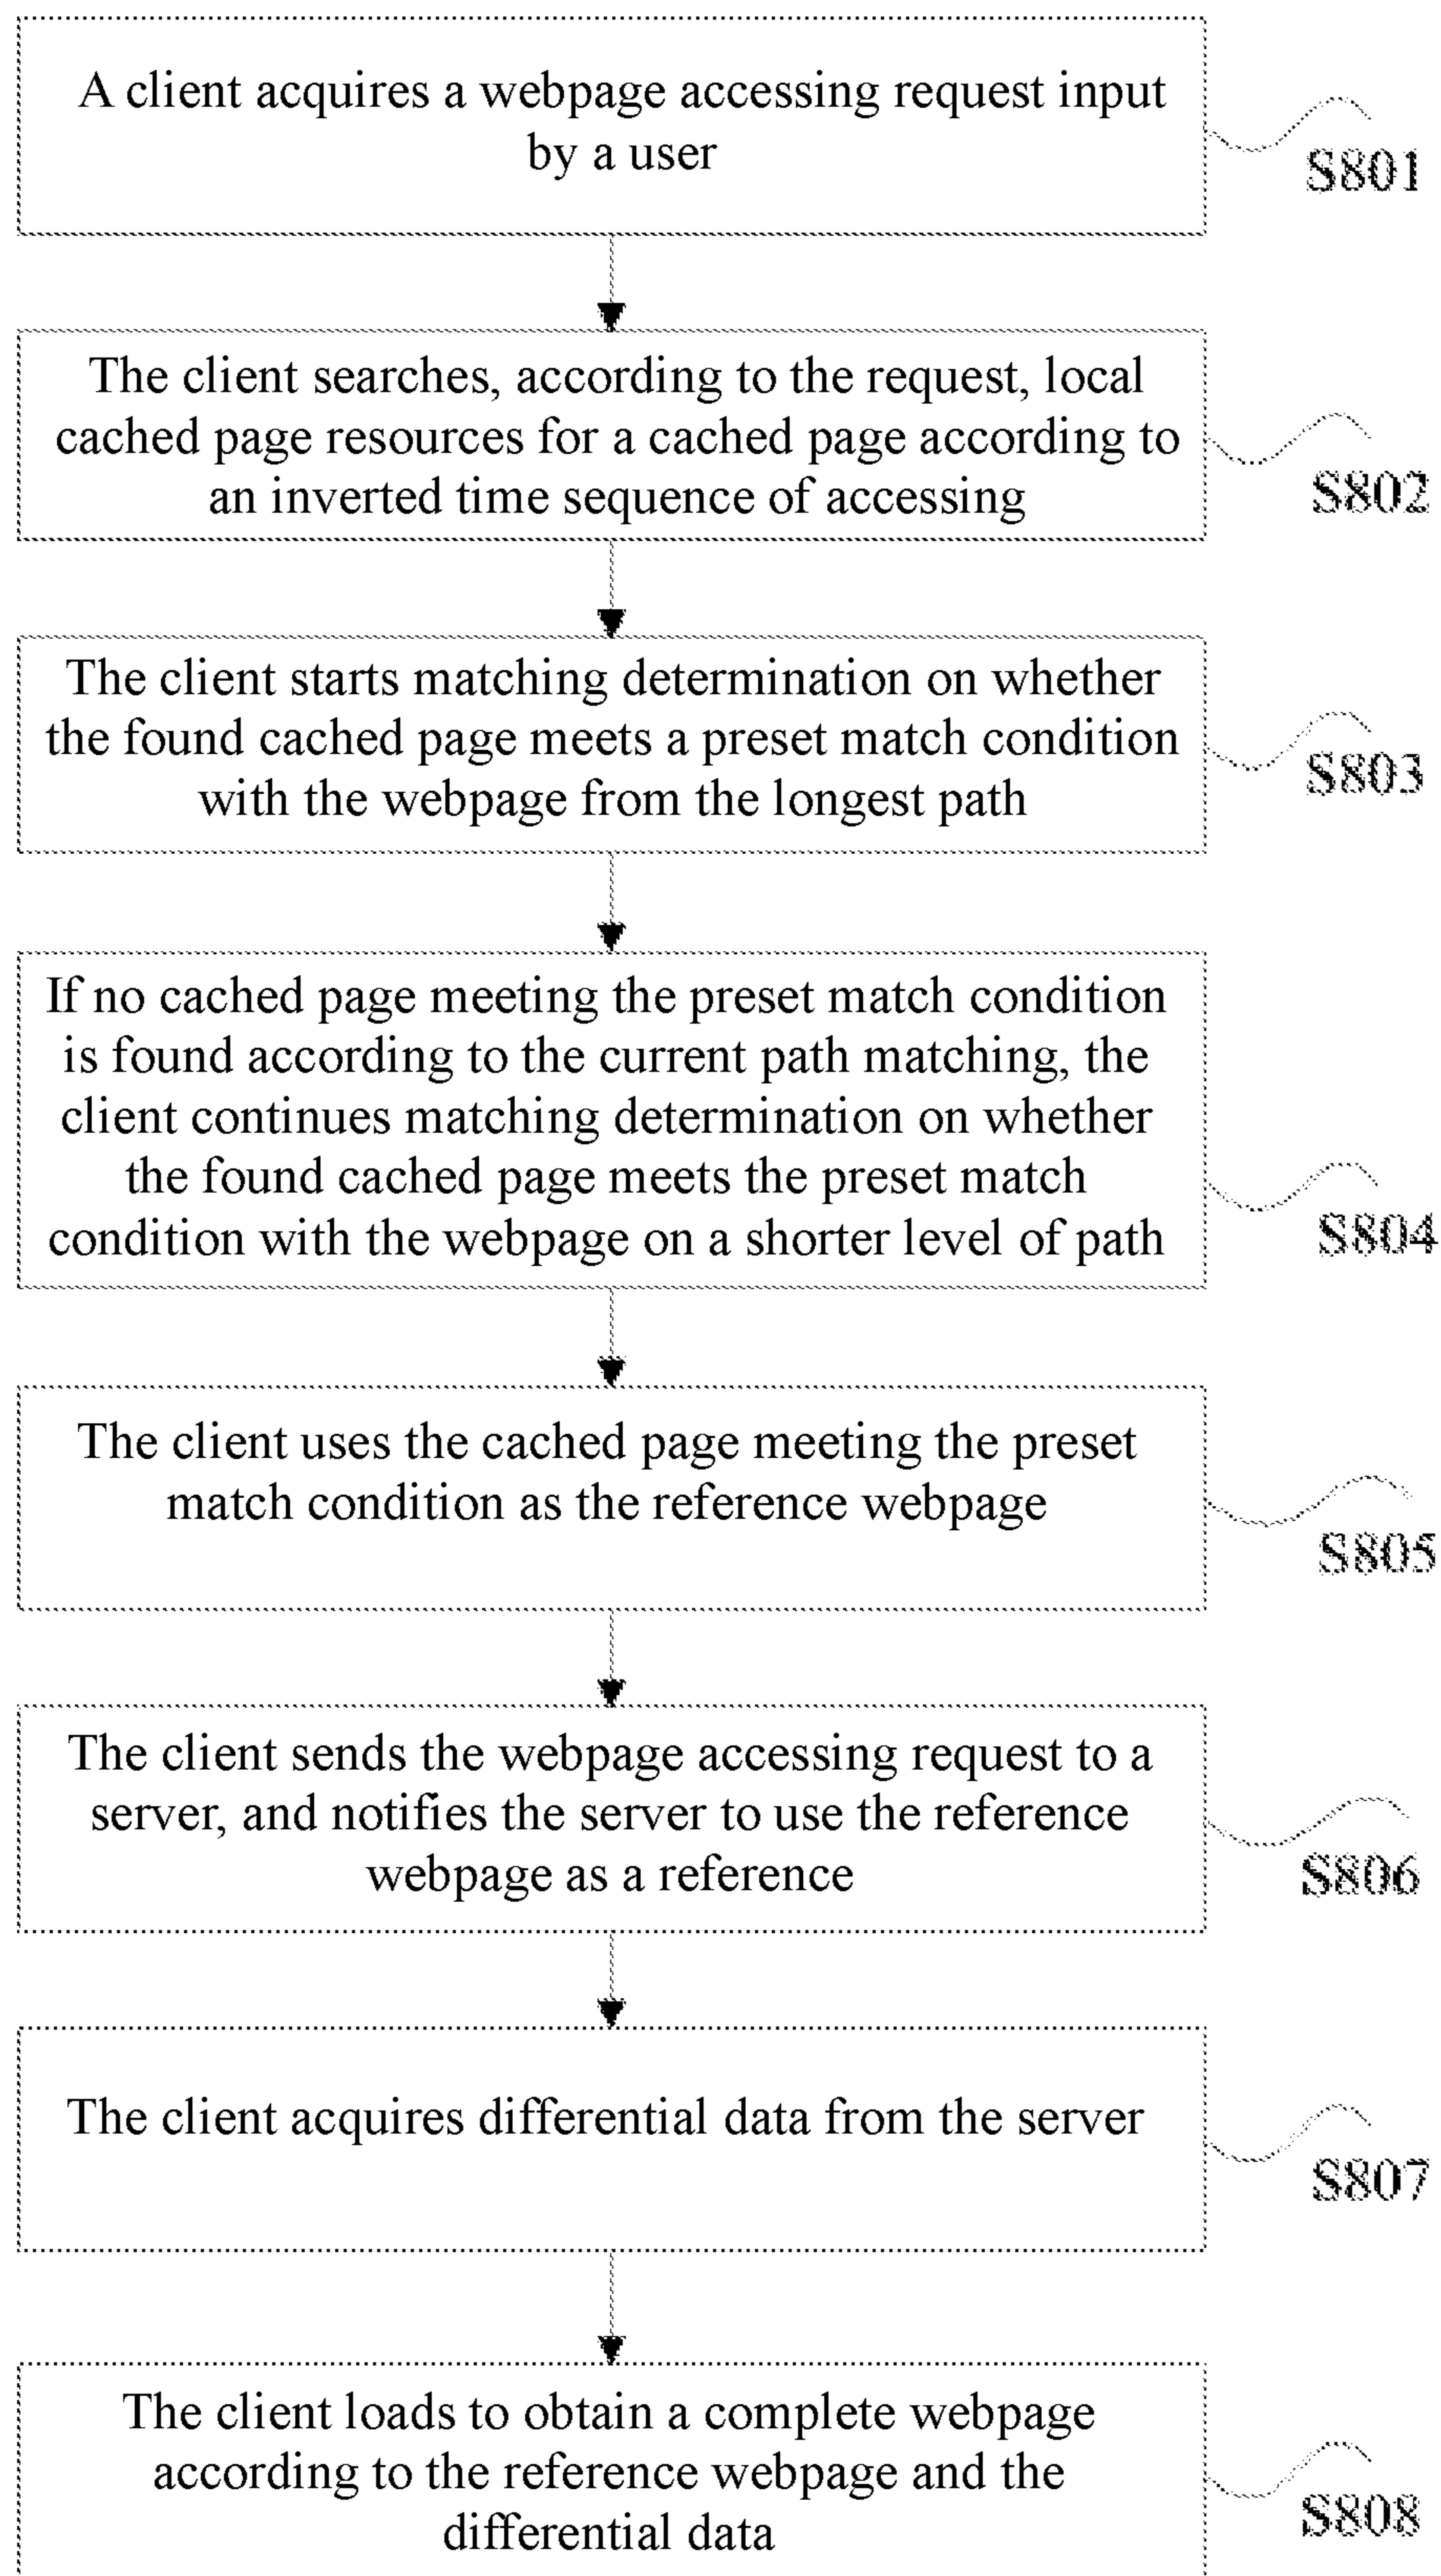 A client acquires a webpage accessing request input
by a user
S801
The client searches, according to the request, local
cached page resources for a cached page according to
an inverted time sequence of accessing
S802
The client starts matching determination on whether
the found cached page meets a preset match condition
with the webpage from the longest path
S803
If no cached page meeting the preset match condition
is found according to the current path matching, the
client continues matching determination on whether
the found cached page meets the preset match
condition with the webpage on a shorter level of path
S804
The client uses the cached page meeting the preset
match condition as the reference webpage
S805
The client sends the webpage accessing request to a
server, and notifies the server to use the reference
webpage as a reference
S806
The client acquires differential data from the server
S807
The client loads to obtain a complete webpage
according to the reference webpage and the
differential data
S808